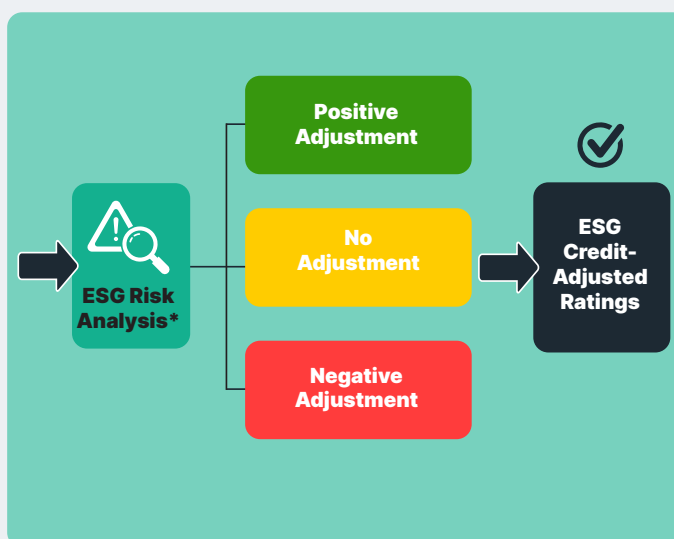 Positive
Adjustment
No
Adjustment
ESG Risk
Analysis*
Negative
Adjustment
ESG
Credit-
Adjusted
Ratings